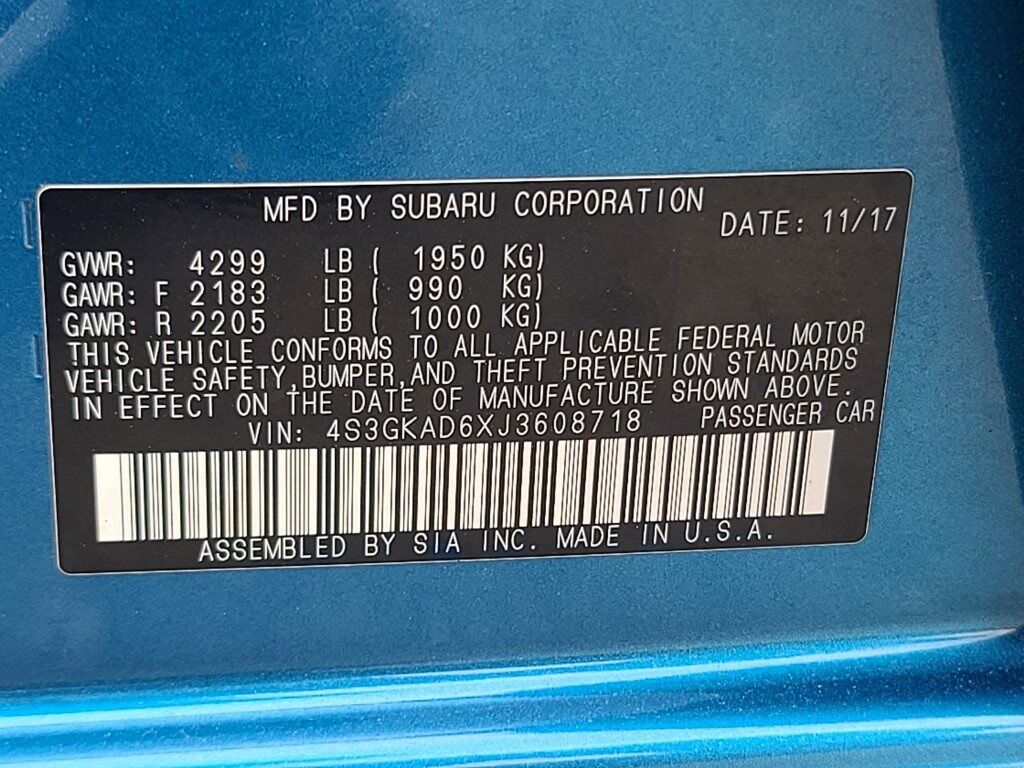 MFD BY SUBARU CORPORATION DATE: 11/17
GVWR: 4299 LB ( 1950 KG)
GAWR: F 2183 LB ( 990 KG)
GAWR: R 2205 LB ( 1000 KG)
THIS VEHICLE CONFORMS TO ALL APPLICABLE FEDERAL MOTOR
VEHICLE SAFETY,BUMPER,AND THEFT PREVENTION STANDARDS
IN EFFECT ON THE DATE OF MANUFACTURE SHOWN ABOVE.
VIN: 4S3GKAD6XJ3608718 PASSENGER CAR
ASSEMBLED BY SIA INC. MADE IN U.S.A.